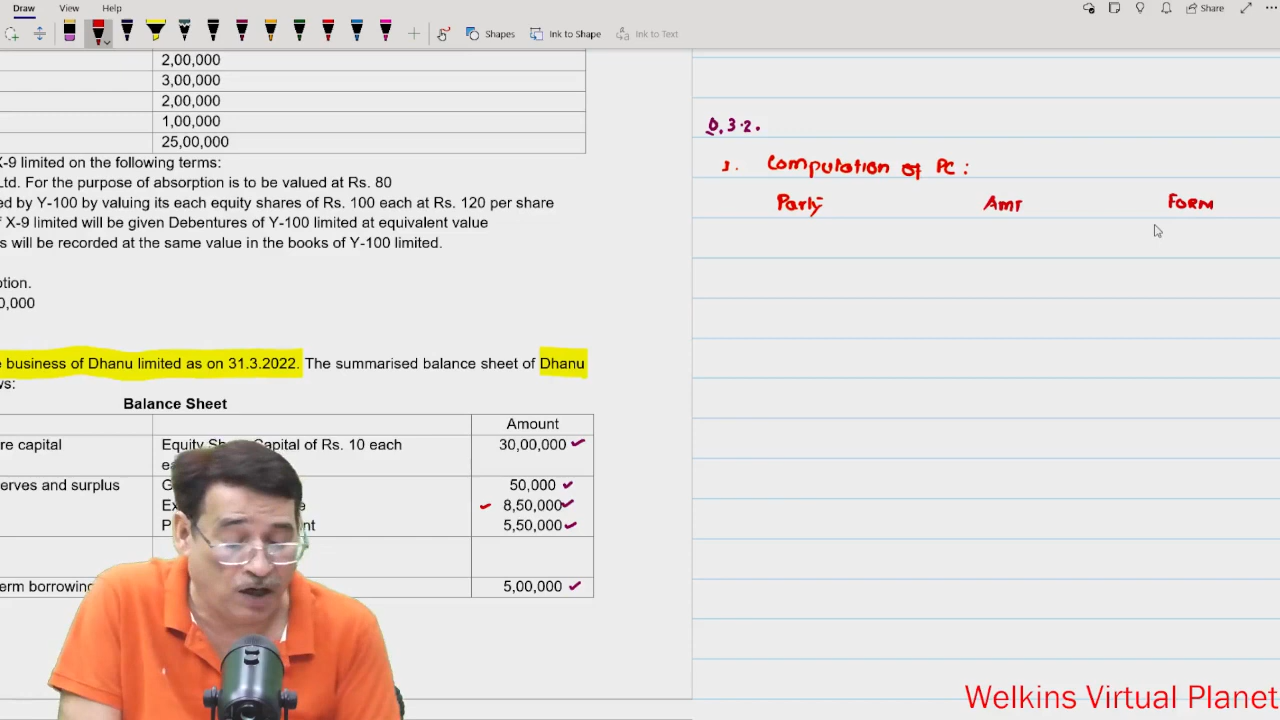 Draw View Help
Share
Shapes Ink to Shape Ink to Text
2,00,000
3,00,000
2,00,000
1,00,000
25,00,000
X-9 limited on the following terms:
Ltd. For the purpose of absorption is to be valued at Rs. 80
ed by Y-100 by valuing its each equity shares of Rs. 100 each at Rs. 120 per share
of X-9 limited will be given Debentures of Y-100 limited at equivalent value
s will be recorded at the same value in the books of Y-100 limited.
ption.
0,000
e business of Dhanu limited as on 31.3.2022. The summarised balance sheet of Dhanu
ws:
Balance Sheet
Amount
re capital Equity Share Capital of Rs. 10 each 30,00,000
erves and surplus 50,000
8,50,000
5,50,000
erm borrowing 5,00,000
Q.3.2.
1. Computation of PC:
Party Amt FORM
Welkins Virtual Planet